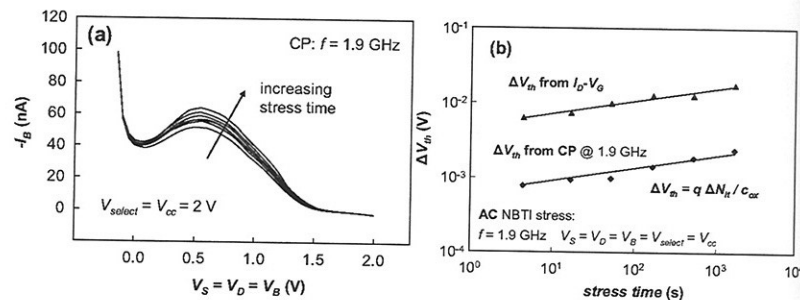 (a)
CP: f = 1.9 GHz
increasing
stress time
V_select = V_cc = 2 V
-I_B (nA)
-120
100
80
60
40
20
0
0.0 0.5 1.0 1.5 2.0
V_S = V_D = V_B (V)
(b)
ΔV_th from I_D-V_G
ΔV_th from CP @ 1.9 GHz
ΔV_th = q ΔN_it / c_ox
AC NBTI stress:
f = 1.9 GHz V_S = V_D = V_B = V_select = V_cc
ΔV_th (V)
10^-1
10^-2
10^-3
10^-4
10^0 10^1 10^2 10^3
stress time (s)